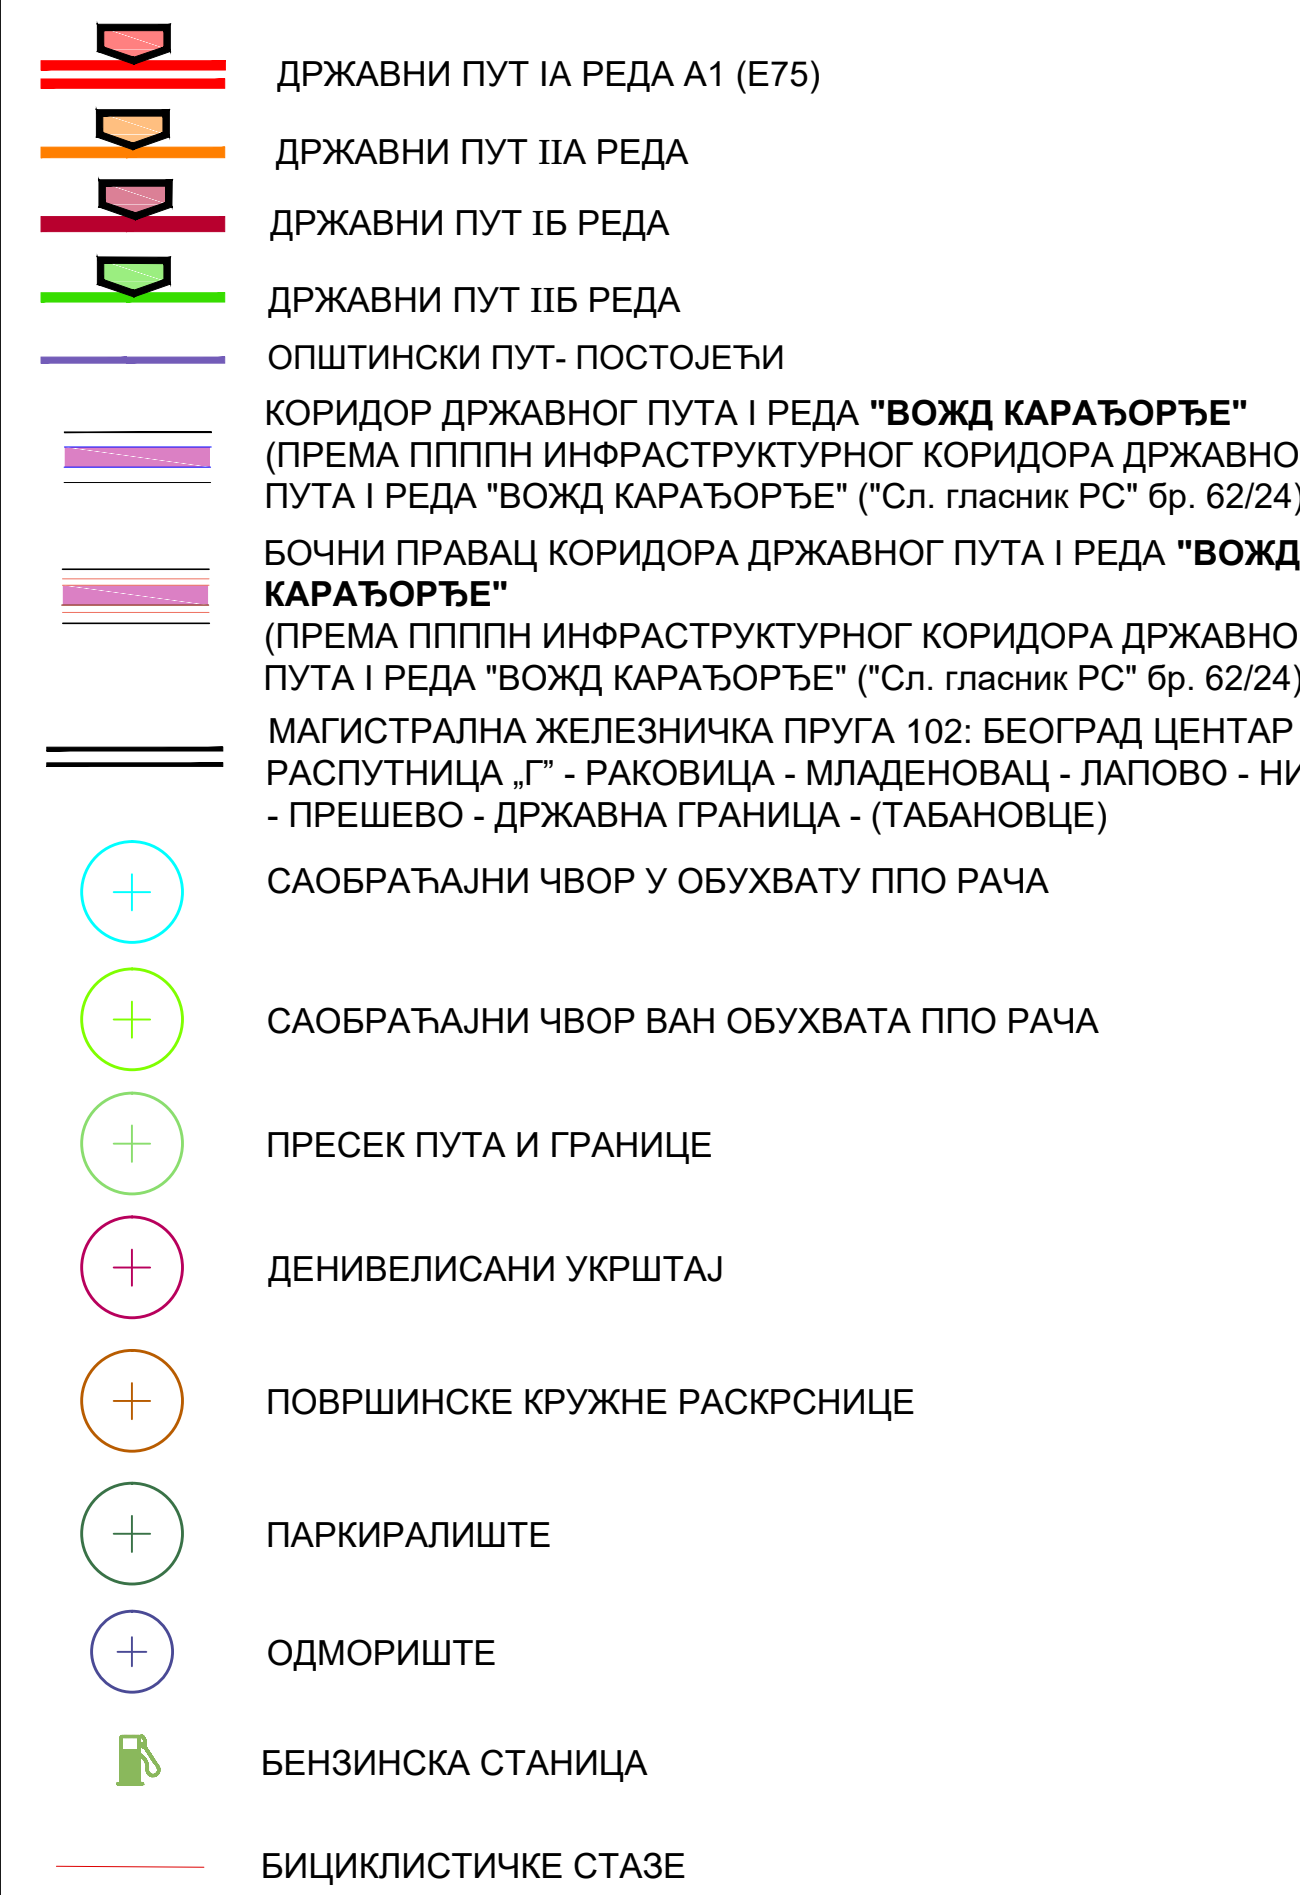 ДРЖАВНИ ПУТ IА РЕДА А1 (Е75)
ДРЖАВНИ ПУТ IIА РЕДА
ДРЖАВНИ ПУТ IБ РЕДА
ДРЖАВНИ ПУТ IIБ РЕДА
ОПШТИНСКИ ПУТ- ПОСТОЈЕЋИ
КОРИДОР ДРЖАВНОГ ПУТА I РЕДА "ВОЖД КАРАЂОРЂЕ"
(ПРЕМА ПППPН ИНФРАСТРУКТУРНОГ КОРИДОРА ДРЖАВНО
ПУТА I РЕДА "ВОЖД КАРАЂОРЂЕ" ("Сл. гласник РС" бр. 62/24)
БОЧНИ ПРАВАЦ КОРИДОРА ДРЖАВНОГ ПУТА I РЕДА "ВОЖД
КАРАЂОРЂЕ"
(ПРЕМА ПППППН ИНФРАСТРУКТУРНОГ КОРИДОРА ДРЖАВНО
ПУТА I РЕДА "ВОЖД КАРАЂОРЂЕ" ("Сл. гласник РС" бр. 62/24)
МАГИСТРАЛНА ЖЕЛЕЗНИЧКА ПРУГА 102: БЕОГРАД ЦЕНТАР
РАСПУТНИЦА „Г” - РАКОВИЦА - МЛАДЕНОВАЦ - ЛАПОВО - НИ
- ПРЕШЕВО - ДРЖАВНА ГРАНИЦА - (ТАБАНОВЦЕ)
САОБРАЋАЈНИ ЧВОР У ОБУХВАТУ ППО РАЧА
САОБРАЋАЈНИ ЧВОР ВАН ОБУХВАТА ППО РАЧА
ПРЕСЕК ПУТА И ГРАНИЦЕ
ДЕНИВЕЛИСАНИ УКРШТАЈ
ПОВРШИНСКЕ КРУЖНЕ РАСКРСНИЦЕ
ПАРКИРАЛИШТЕ
ОДМОРИШТЕ
БЕНЗИНСКА СТАНИЦА
БИЦИКЛИСТИЧКЕ СТАЗЕ